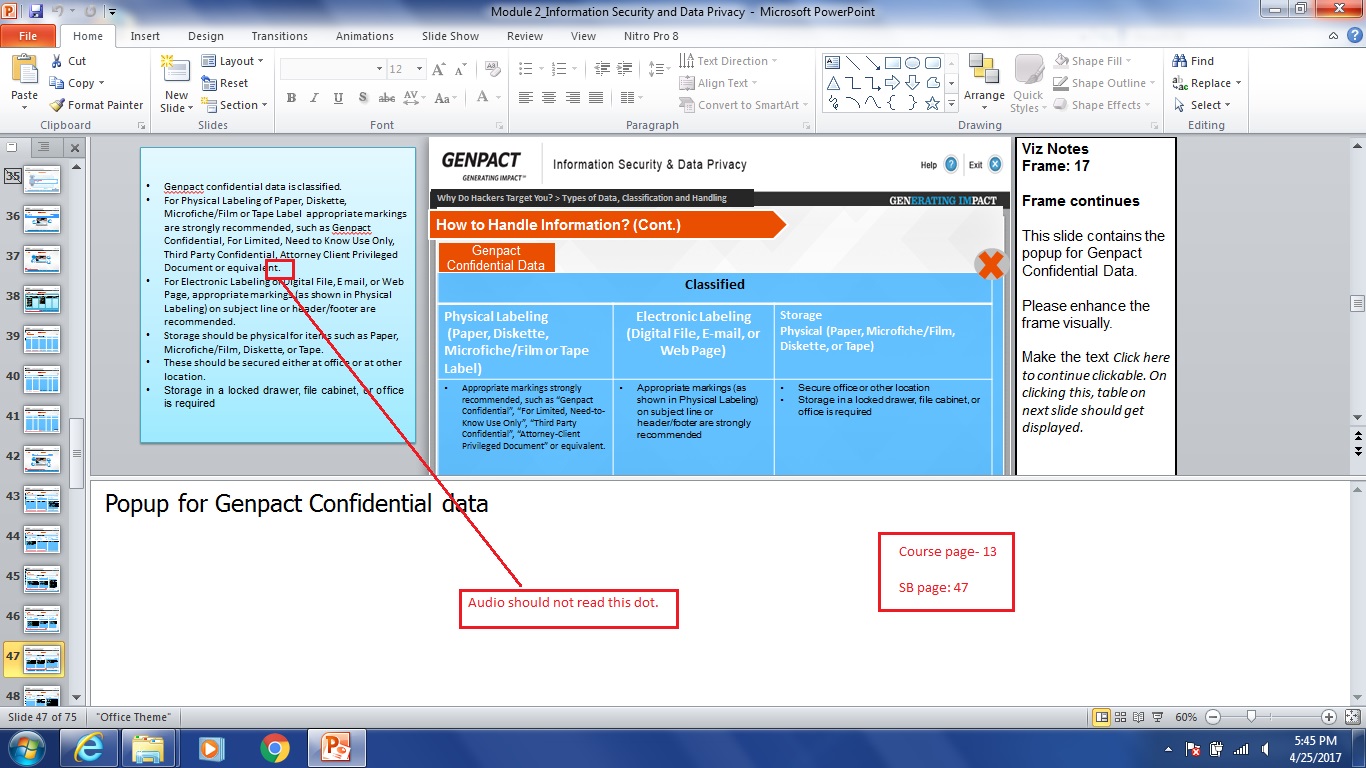 Module 2_Information Security and Data Privacy - Microsoft PowerPoint
File Home Insert Design Transitions Animations Slide Show Review View Nitro Pro 8
Paste
Cut
Copy
Format Painter
Clipboard
New
Slide
Layout
Reset
Section
Slides
12
B I U S abc AV Aa A
Font
Paragraph
Text Direction
Align Text
Convert to SmartArt
Arrange
Quick
Styles
Shape Fill
Shape Outline
Shape Effects
Drawing
Find
Replace
Select
Editing
35
36
37
38
39
40
41
42
43
44
45
46
47
48
• Genpact confidential data is classified.
• For Physical Labeling of Paper, Diskette,
Microfiche/Film or Tape Label appropriate markings
are strongly recommended, such as Genpact
Confidential, For Limited, Need to Know Use Only,
Third Party Confidential, Attorney Client Privileged
Document or equivalent.
• For Electronic Labeling of Digital File, E mail, or Web
Page, appropriate markings (as shown in Physical
Labeling) on subject line or header/footer are
recommended.
• Storage should be physical for items such as Paper,
Microfiche/Film, Diskette, or Tape.
• These should be secured either at office or at other
location.
• Storage in a locked drawer, file cabinet, or office
is required
GENPACT
GENERATING IMPACT™
Information Security & Data Privacy
Help ? Exit
Why Do Hackers Target You? > Types of Data, Classification and Handling
GENERATING IMPACT
How to Handle Information? (Cont.)
Genpact
Confidential Data
Classified
Physical Labeling
(Paper, Diskette,
Microfiche/Film or Tape
Label)
Electronic Labeling
(Digital File, E-mail, or
Web Page)
Storage
Physical (Paper, Microfiche/Film,
Diskette, or Tape)
• Appropriate markings strongly
recommended, such as “Genpact
Confidential”, “For Limited, Need-to-
Know Use Only”, “Third Party
Confidential”, “Attorney-Client
Privileged Document” or equivalent.
• Appropriate markings (as
shown in Physical Labeling)
on subject line or
header/footer are strongly
recommended
• Secure office or other location
• Storage in a locked drawer, file cabinet, or
office is required
Viz Notes
Frame: 17
Frame continues
This slide contains the
popup for Genpact
Confidential Data.
Please enhance the
frame visually.
Make the text Click here
to continue clickable. On
clicking this, table on
next slide should get
displayed.
Popup for Genpact Confidential data
Course page- 13
SB page: 47
Audio should not read this dot.
Slide 47 of 75 "Office Theme" 60%
5:45 PM
4/25/2017